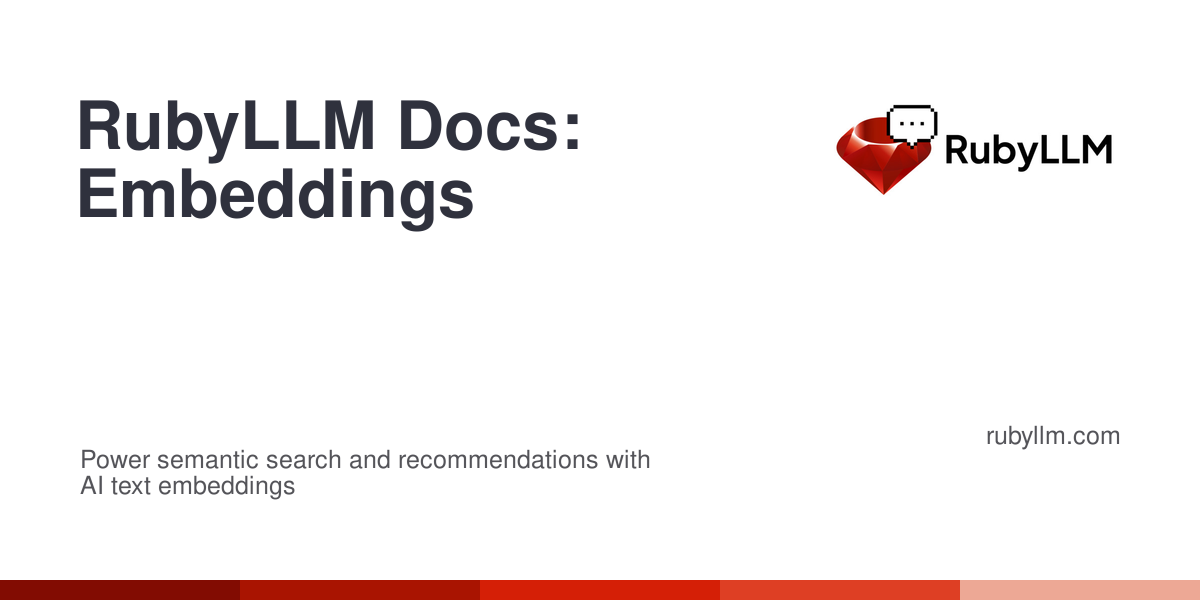 RubyLLM Docs:
Embeddings
RubyLLM
Power semantic search and recommendations with
AI text embeddings
rubyllm.com